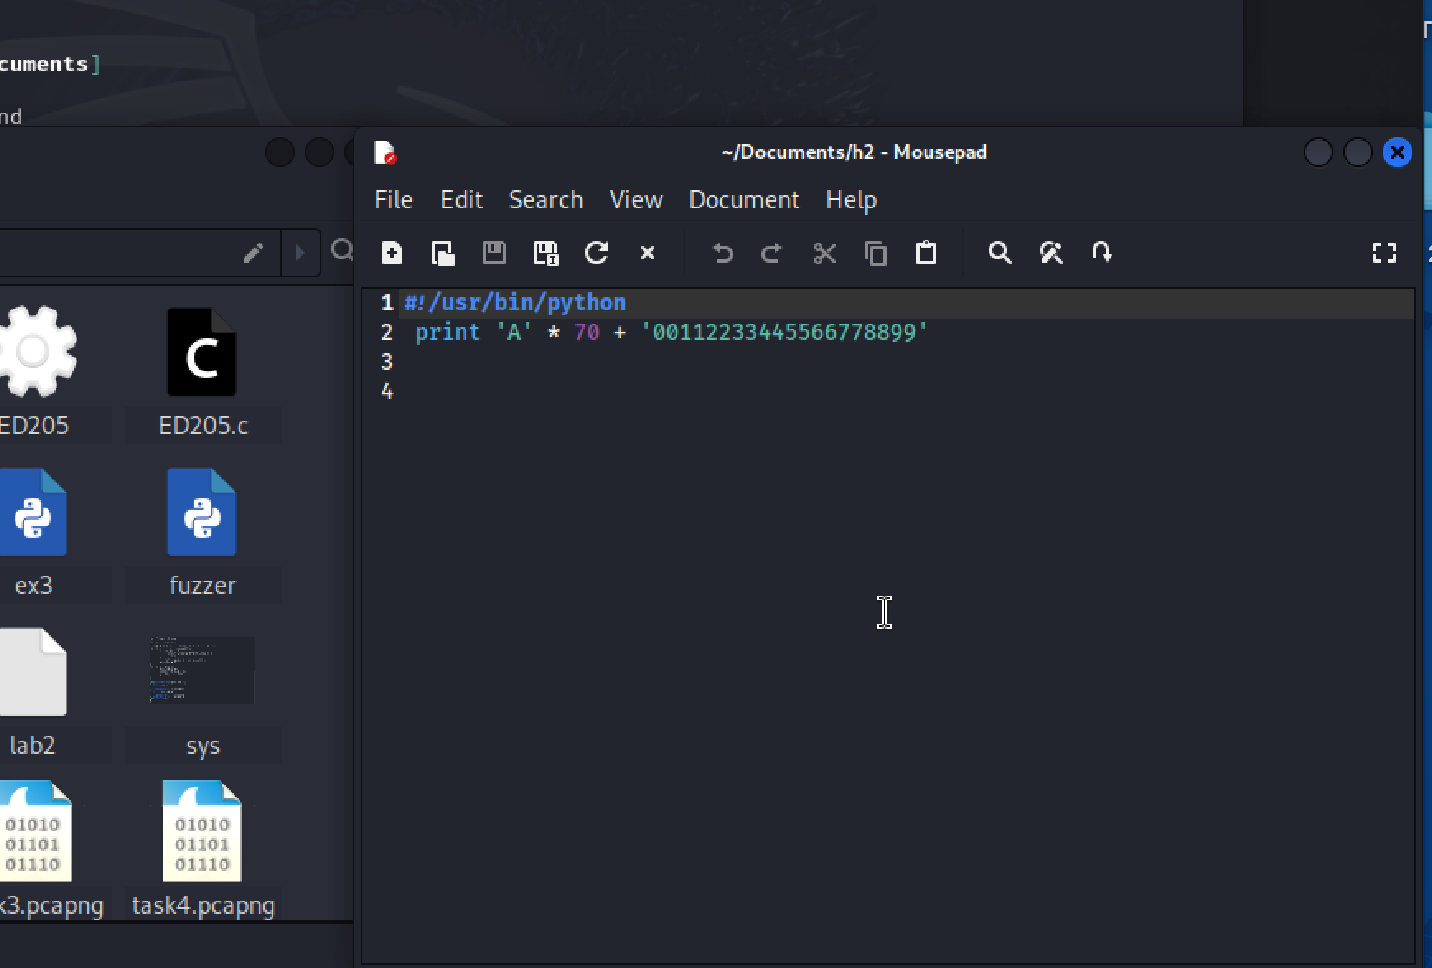 cuments]
nd
~/Documents/h2 - Mousepad
File Edit Search View Document Help
1 #!/usr/bin/python
2 print 'A' * 70 + '00112233445566778899'
3
4
ED205
C
ED205.c
ex3
fuzzer
lab2
sys
01010
01101
01110
01010
01101
01110
k3.pcapng
task4.pcapng